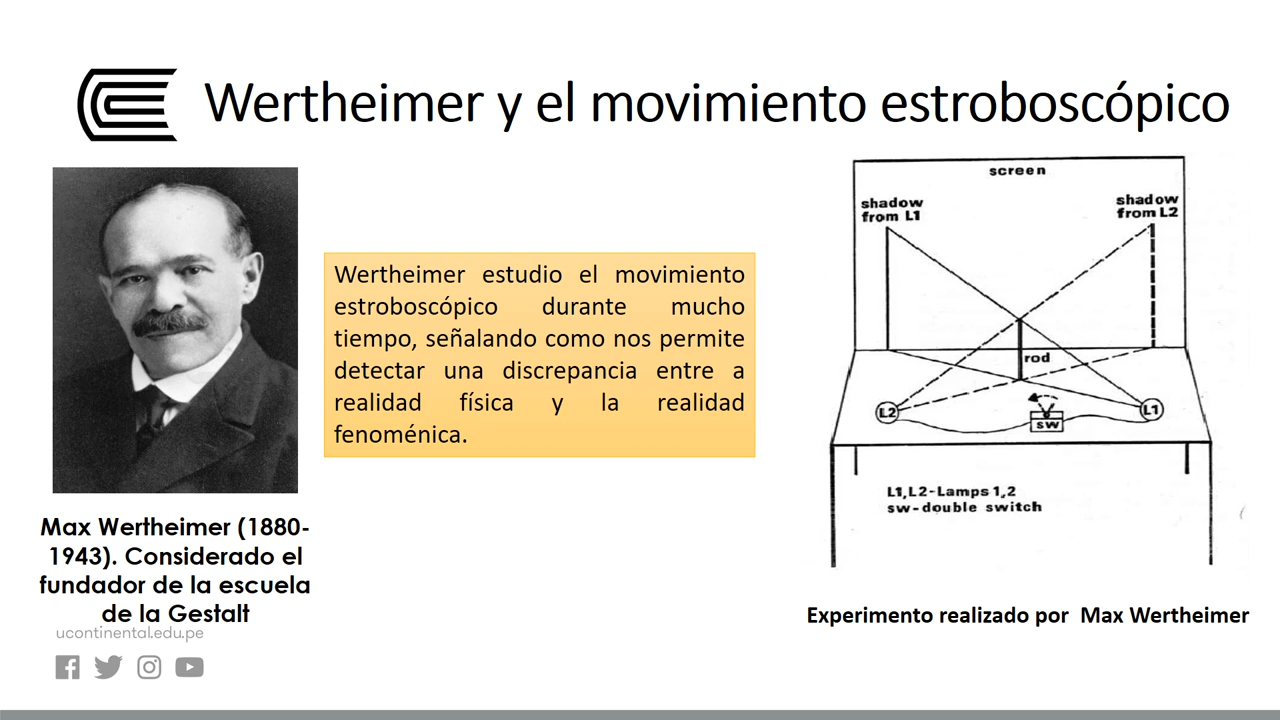 Wertheimer y el movimiento estroboscópico
Wertheimer estudio el movimiento
estroboscópico durante mucho
tiempo, señalando como nos permite
detectar una discrepancia entre a
realidad física y la realidad
fenoménica.
Max Wertheimer (1880-
1943). Considerado el
fundador de la escuela
de la Gestalt
ucontinental.edu.pe
screen
shadow
from L1
shadow
from L2
rod
L2
L1
sw
L1,L2-Lamps 1,2
sw-double switch
Experimento realizado por Max Wertheimer